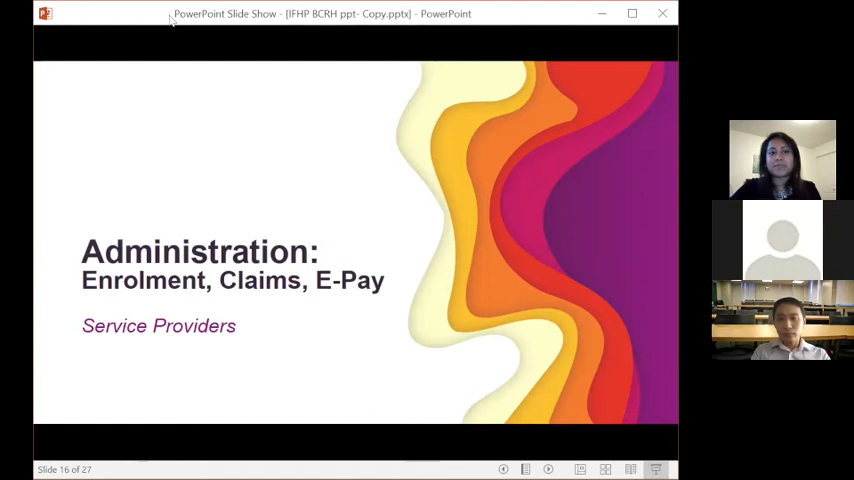 PowerPoint Slide Show - [IFHP BCRH ppt- Copy.pptx] - PowerPoint
Administration:
Enrolment, Claims, E-Pay
Service Providers
Slide 16 of 27